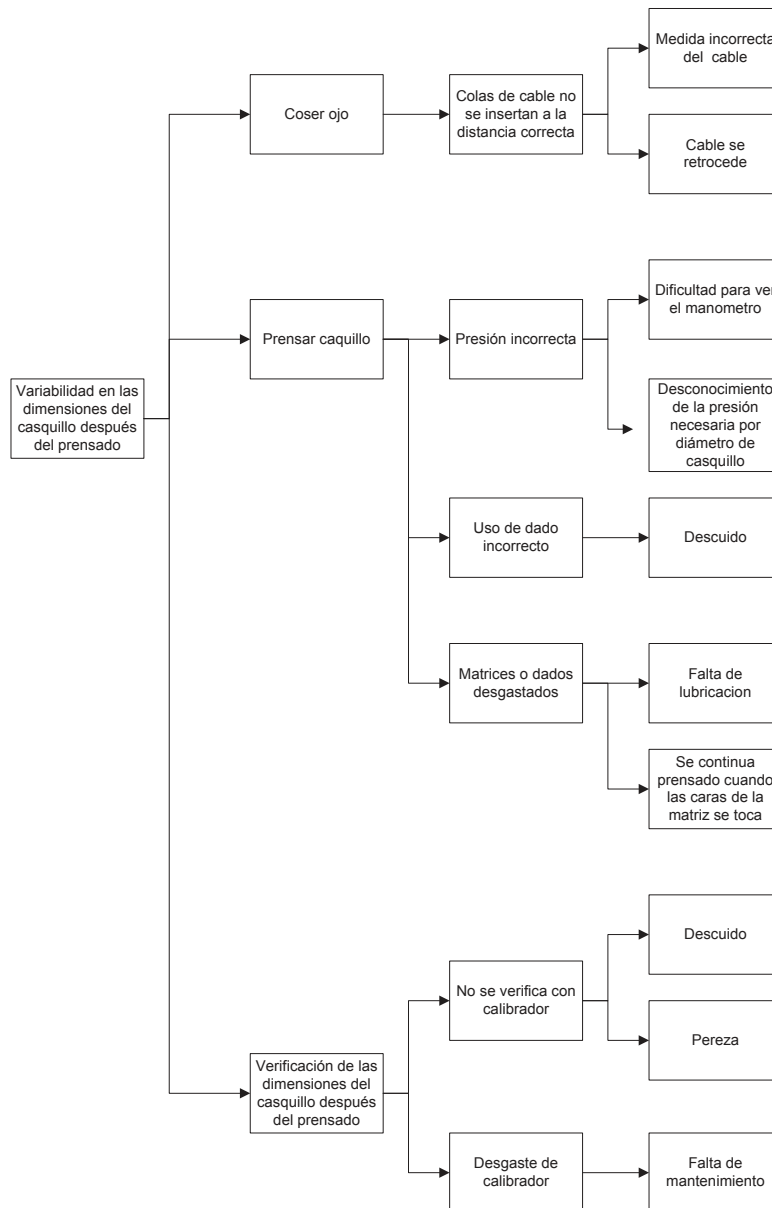 Medida incorrecta
del cable
Coser ojo
Colas de cable no
se insertan a la
distancia correcta
Cable se
retrocede
Dificultad para ver
el manometro
Prensar caquillo
Presión incorrecta
Variabilidad en las
dimensiones del
casquillo después
del prensado
Desconocimiento
de la presión
necesaria por
diámetro de
casquillo
Uso de dado
incorrecto
Descuido
Matrices o dados
desgastados
Falta de
lubricacion
Se continua
prensado cuando
las caras de la
matriz se toca
Descuido
No se verifica con
calibrador
Pereza
Verificación de las
dimensiones del
casquillo después
del prensado
Desgaste de
calibrador
Falta de
mantenimiento